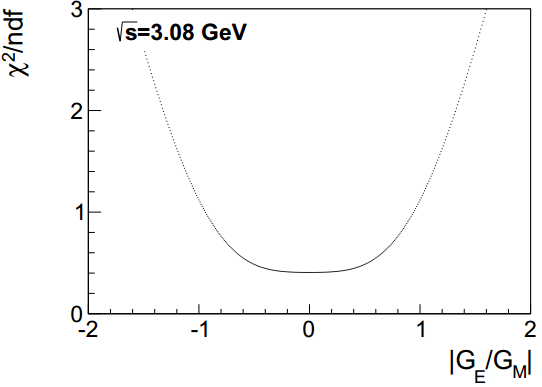 χ²/ndf
√s=3.08 GeV
3
2
1
0
-2 -1 0 1 2
|G_E/G_M|